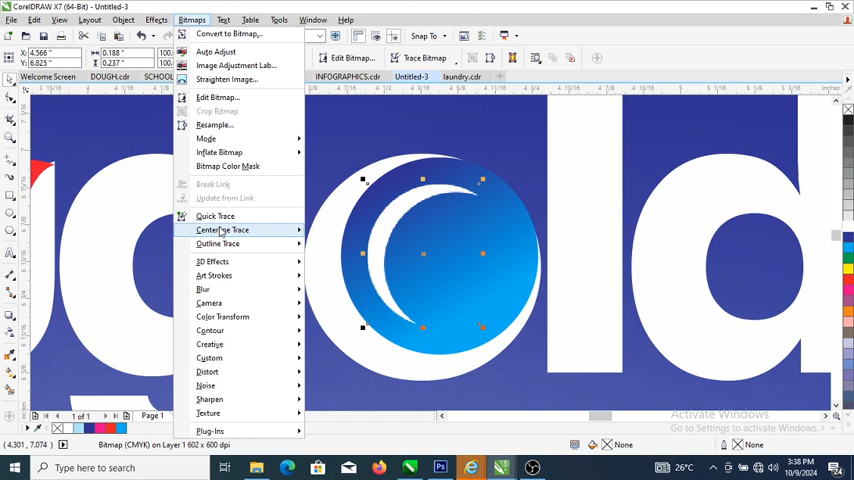 CorelDRAW X7 (64-Bit) - Untitled-3
File Edit View Layout Object Effects Bitmaps Text Table Tools Window Help
Snap To
X: 4.566 " 0.188 " 100.
Y: 6.825 " 0.237 " 100.
Edit Bitmap... Trace Bitmap
Welcome Screen DOUGH.cdr SCHOOL INFOGRAPHICS.cdr Untitled-3 laundry.cdr
inches
Convert to Bitmap...
Auto Adjust
Image Adjustment Lab...
Straighten Image...
Edit Bitmap...
Crop Bitmap
Resample...
Mode
Inflate Bitmap
Bitmap Color Mask
Break Link
Update from Link
Quick Trace
Centerline Trace
Outline Trace
3D Effects
Art Strokes
Blur
Camera
Color Transform
Contour
Creative
Custom
Distort
Noise
Sharpen
Texture
Plug-Ins
Activate Windows
Go to Settings to activate Windows.
1 of 1 Page 1
( 4.301 , 7.074 ) Bitmap (CMYK) on Layer 1 602 x 600 dpi None None
Type here to search
26°C
3:38 PM
10/9/2024
24